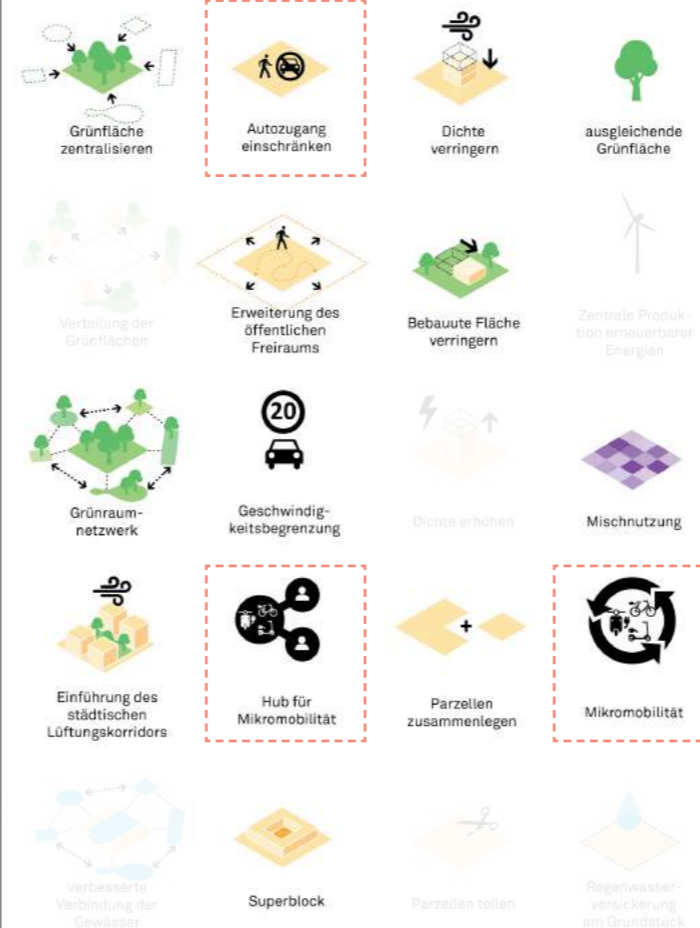 Grünfläche
zentralisieren
Autozugang
einschränken
Dichte
verringern
ausgleichende
Grünfläche
Verteilung der
Grünflächen
Erweiterung des
öffentlichen
Freiraums
Bebauute Fläche
verringern
Zentrale Produk-
tion erneuerbarer
Energien
20
Grünraum-
netzwerk
Geschwindig-
keitsbegrenzung
Dichte erhöhen
Mischnutzung
Einführung des
städtischen
Lüftungskorridors
Hub für
Mikromobilität
+
Parzellen
zusammenlegen
Mikromobilität
Verbesserte
Verbindung der
Gewässer
Superblock
Parzellen teilen
Regenwasser-
versickerung
am Grundstück